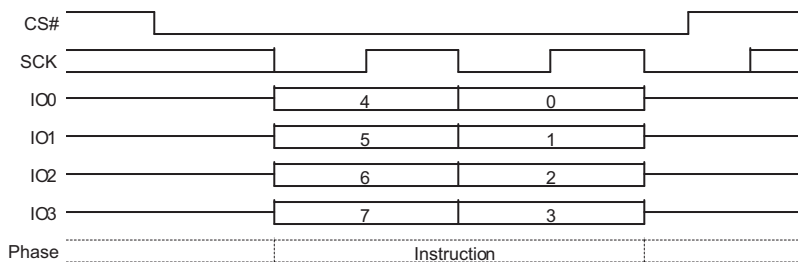 CS#
SCK
IO0 4 0
IO1 5 1
IO2 6 2
IO3 7 3
Phase Instruction